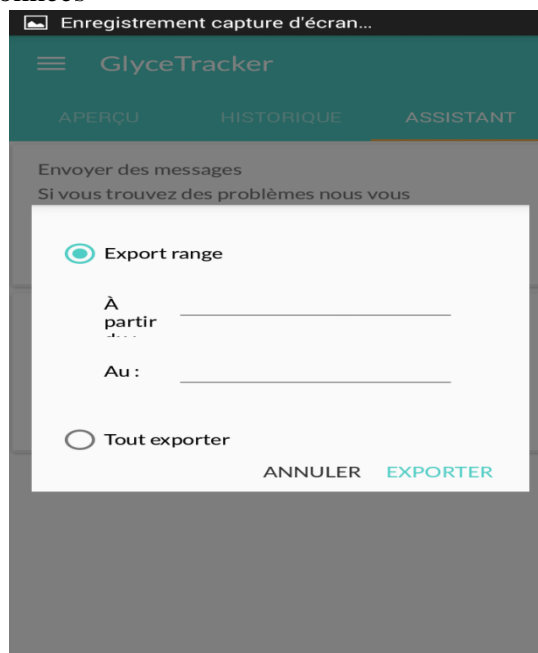 Enregistrement capture d'écran...
GlyceTracker
APERÇU HISTORIQUE ASSISTANT
Envoyer des messages
Si vous trouvez des problèmes nous vous
Export range
À
partir
Au :
Tout exporter
ANNULER EXPORTER